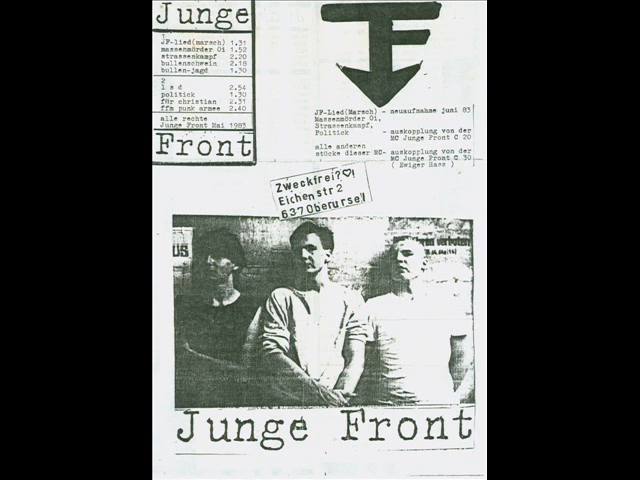 Junge
1
JF-lied(marsch) 1.31
massenmörder Oi 1.52
strassenkampf 2.20
bullenschwein 2.18
bullen-jagd 1.30
2
l s d 2.54
politick 1.30
für christian 2.31
ffm punk armee 2.40
alle rechte
Junge Front Mai 1983
Front
JF-Lied(Marsch) - neuaufnahme juni 83
Massenmörder Oi,
Strassenkampf,
Politick - auskopplung von der
MC Junge Front C 20
alle anderen
stücke dieser MC- auskopplung von der
MC Junge Front C 30
( Ewiger Hass )
Zweckfrei?♡!
Eichenstr 2
637 Oberursel
us
verboten
Junge Front